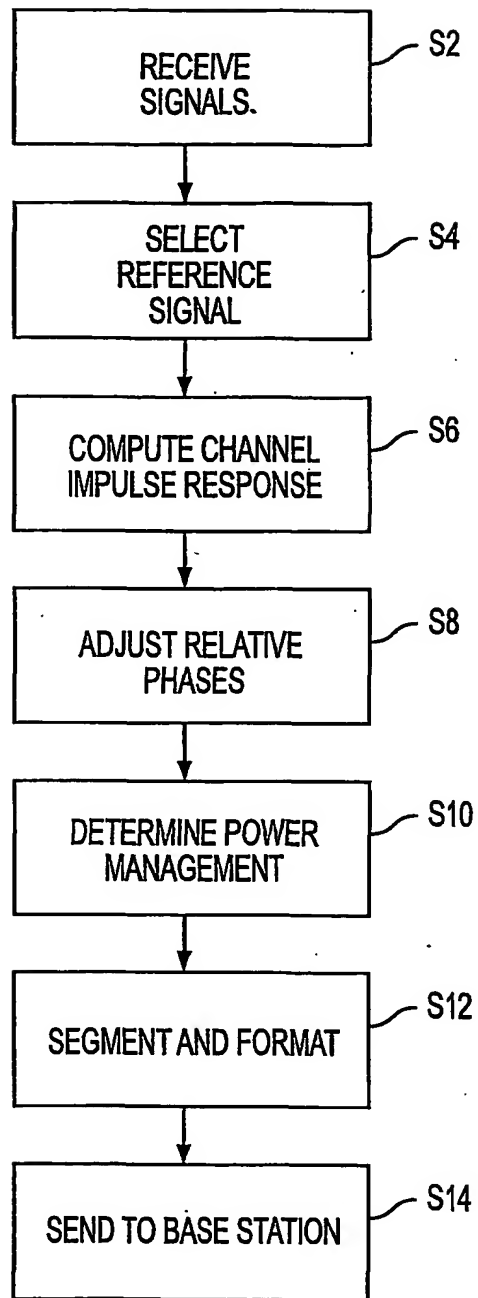 RECEIVE
SIGNALS.
S2
SELECT
REFERENCE
SIGNAL
S4
COMPUTE CHANNEL
IMPULSE RESPONSE
S6
ADJUST RELATIVE
PHASES
S8
DETERMINE POWER
MANAGEMENT
S10
SEGMENT AND FORMAT
S12
SEND TO BASE STATION
S14